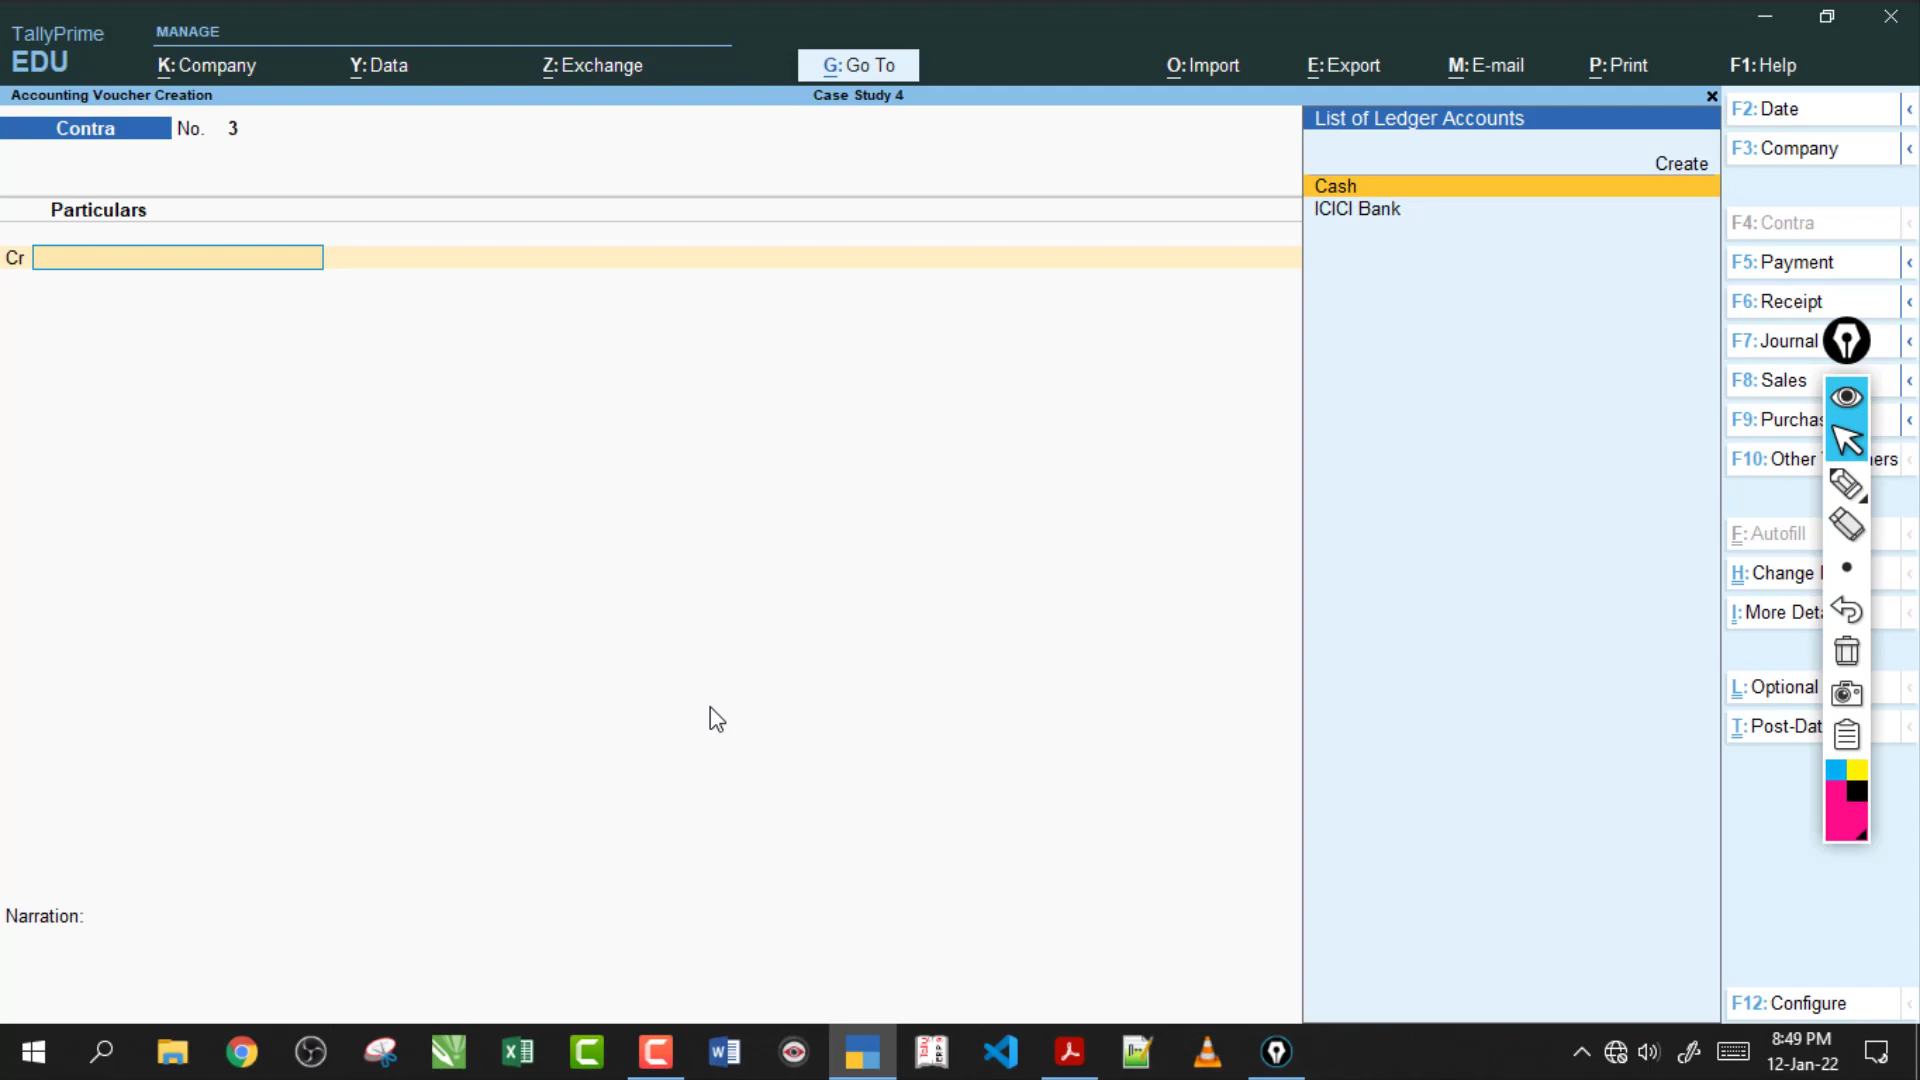 TallyPrime
EDU
MANAGE
K: Company
Y: Data
Z: Exchange
G: Go To
O: Import
E: Export
M: E-mail
P: Print
F1: Help
Accounting Voucher Creation
Case Study 4
Contra No. 3
Particulars
Cr
Narration:
List of Ledger Accounts
Create
Cash
ICICI Bank
F2: Date
F3: Company
F4: Contra
F5: Payment
F6: Receipt
F7: Journal
F8: Sales
F9: Purchas
F10: Other
F: Autofill
H: Change
I: More
L: Optional
T: Post-Dat
F12: Configure
8:49 PM
12-Jan-22